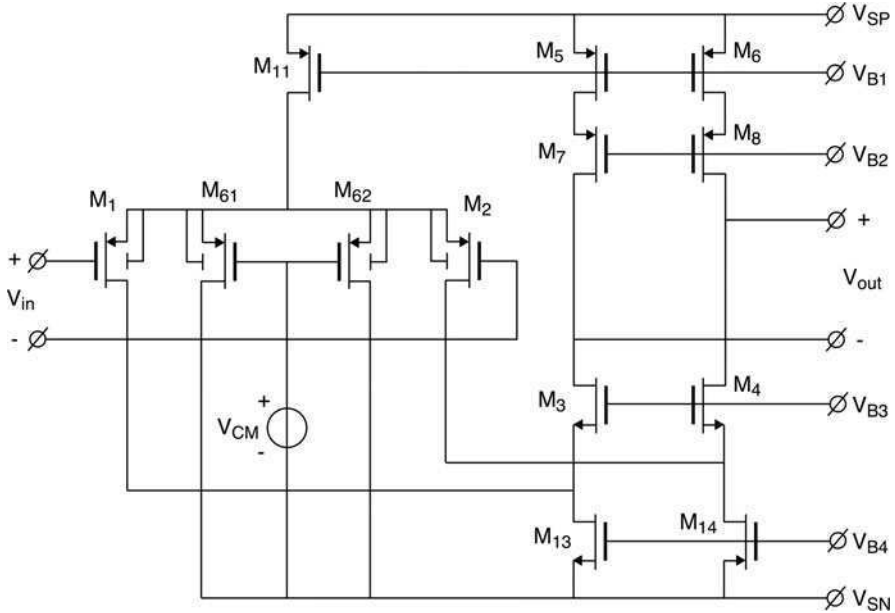 V_SP
M_11
M_5
M_6
V_B1
M_7
M_8
V_B2
M_1
M_61
M_62
M_2
+
+
V_in
V_out
-
-
M_3
M_4
V_B3
+
V_CM
-
M_13
M_14
V_B4
V_SN